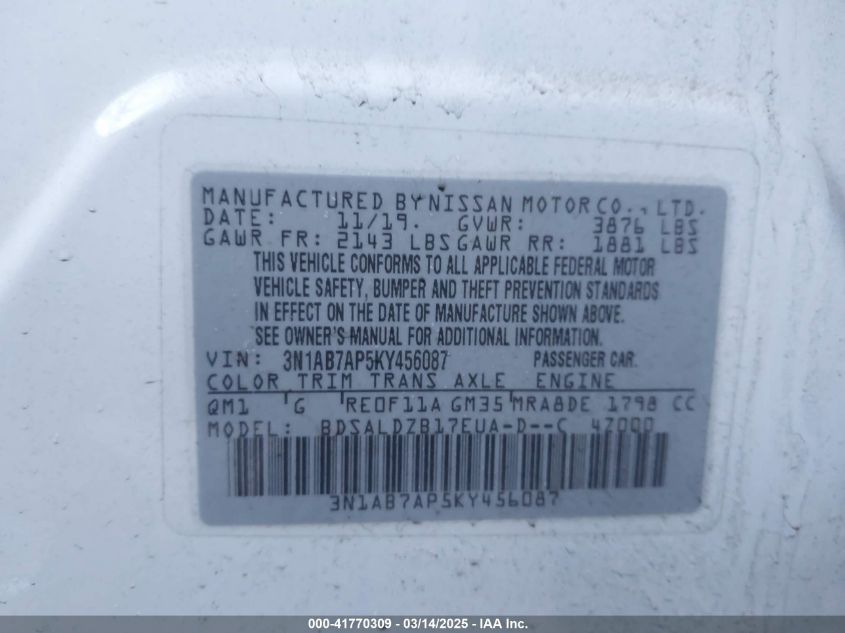 MANUFACTURED BY NISSAN MOTOR CO., LTD.
DATE: 11/19. GVWR: 3876 LBS
GAWR FR: 2143 LBS GAWR RR: 1881 LBS
THIS VEHICLE CONFORMS TO ALL APPLICABLE FEDERAL MOTOR
VEHICLE SAFETY, BUMPER AND THEFT PREVENTION STANDARDS
IN EFFECT ON THE DATE OF MANUFACTURE SHOWN ABOVE.
SEE OWNER'S MANUAL FOR ADDITIONAL INFORMATION.
VIN: 3N1AB7AP5KY456087 PASSENGER CAR.
COLOR TRIM TRANS AXLE ENGINE
QM1 G RE0F11A GM35 MRA8DE 1798 CC
MODEL: BDSALDZB17EUA-D--C 4Z000
3N1AB7AP5KY456087
000-41770309 - 03/14/2025 - IAA Inc.